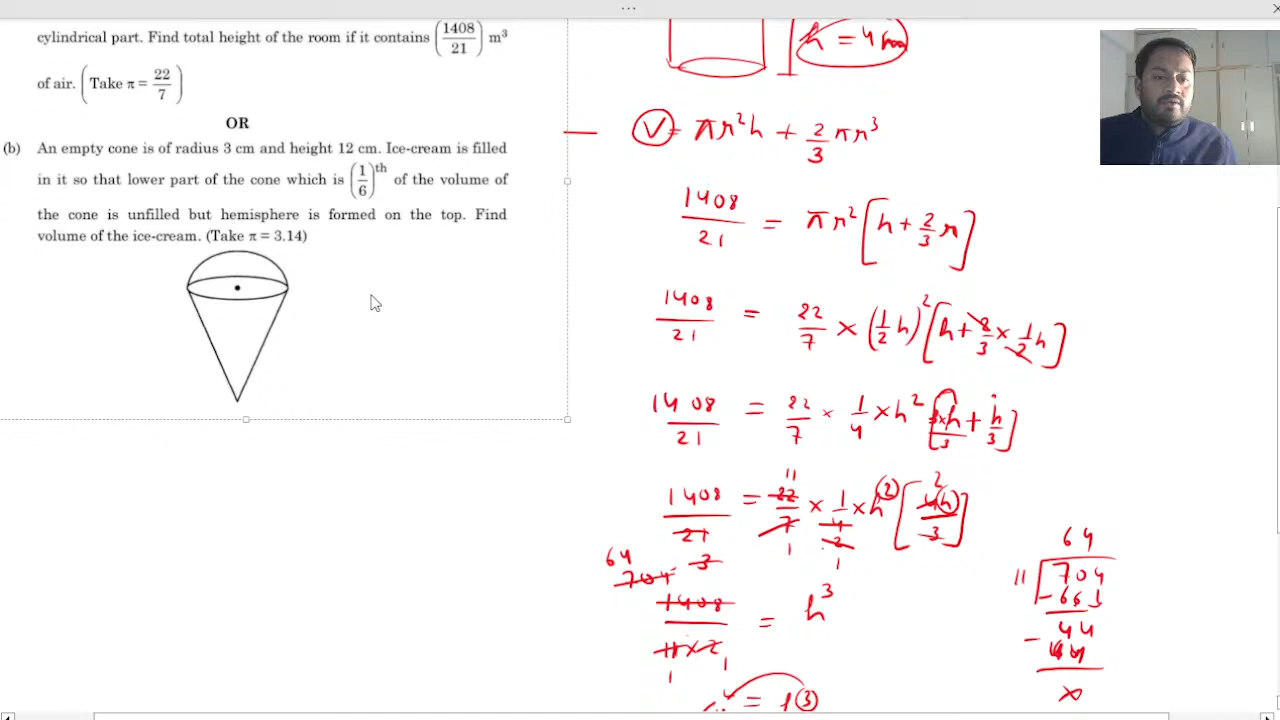 cylindrical part. Find total height of the room if it contains (1408/21) m³
of air. (Take π = 22/7)
OR
(b) An empty cone is of radius 3 cm and height 12 cm. Ice-cream is filled
in it so that lower part of the cone which is (1/6)th of the volume of
the cone is unfilled but hemisphere is formed on the top. Find
volume of the ice-cream. (Take π = 3.14)
V = πr²h + 2/3 πr³
1408/21 = πr² [h + 2/3 r]
1408/21 = 22/7 × (1/2 h)² [h + 2/3 × 1/2 h]
1408/21 = 22/7 × 1/4 × h² [3×h/3 + h/3]
1408/21 = 22/7 × 1/4 × h² [4h/3]
64
704
1408/11×2 = h³
64
11 704
44